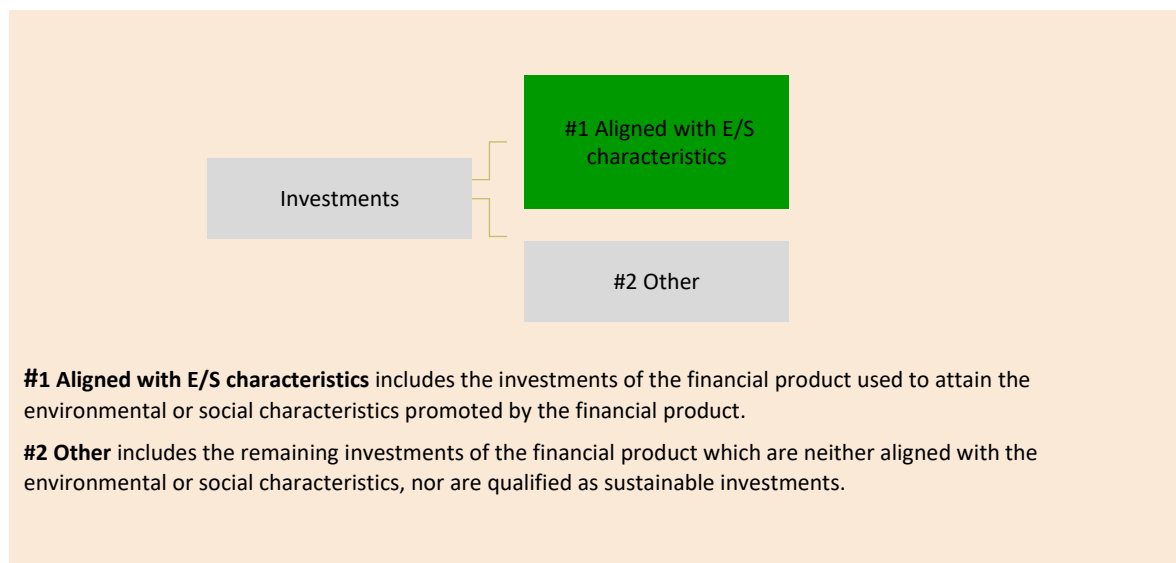 #1 Aligned with E/S
characteristics
Investments
#2 Other
#1 Aligned with E/S characteristics includes the investments of the financial product used to attain the
environmental or social characteristics promoted by the financial product.
#2 Other includes the remaining investments of the financial product which are neither aligned with the
environmental or social characteristics, nor are qualified as sustainable investments.